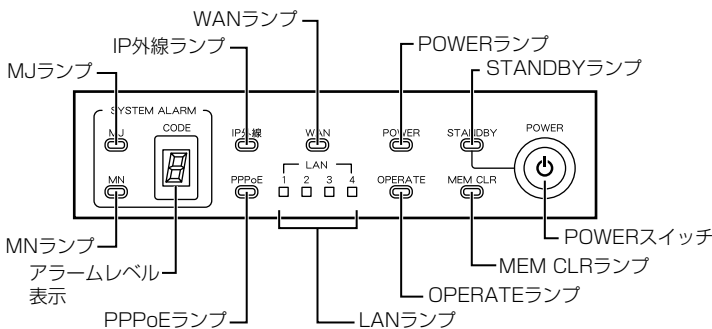 WANランプ
IP外線ランプ
POWERランプ
MJランプ
STANDBYランプ
SYSTEM ALARM
MJ
CODE
IP外線
WAN
POWER
STANDBY
POWER
LAN
MN
PPPoE
1 2 3 4
OPERATE
MEM CLR
MNランプ
POWERスイッチ
アラームレベル
表示
MEM CLRランプ
OPERATEランプ
PPPoEランプ
LANランプ